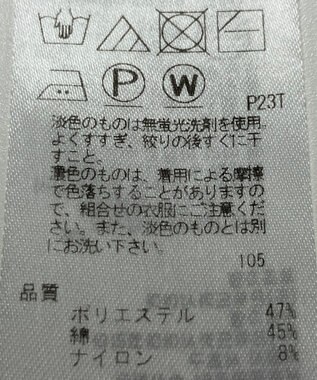 P
W
P23T
淡色のものは無蛍光洗剤を使用、
よくすすぎ、絞りの後すぐに干
すこと。
濃色のものは、着用による摩擦
で色落ちすることがありますの
で、組合せの衣服にご注意くだ
さい。また、淡色のものとは別
にお洗い下さい。
105
品質
ポリエステル 47%
綿 45%
ナイロン 8%